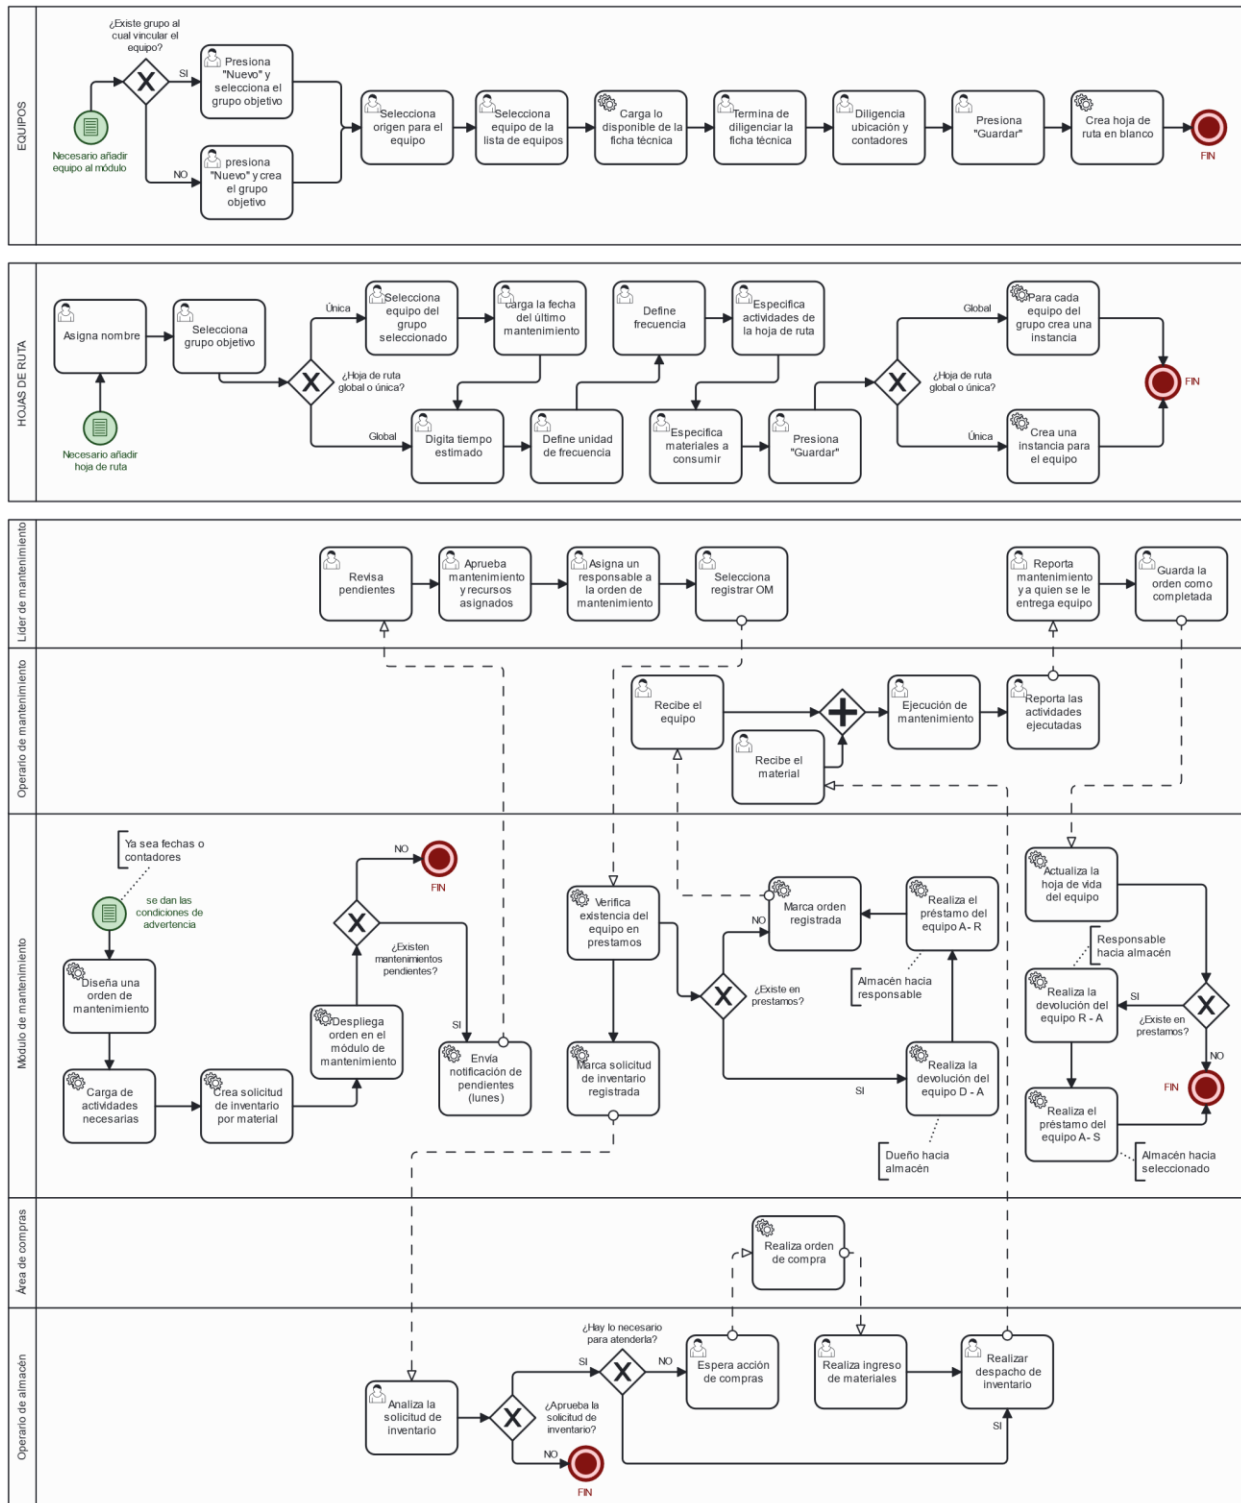 EQUIPOS
¿Existe grupo al
cual vincular el
equipo?
SI
NO
Necesario añadir
equipo al módulo
Presiona
"Nuevo" y
selecciona el
grupo objetivo
presiona
"Nuevo" y crea
el grupo
objetivo
Selecciona
origen para el
equipo
Selecciona
equipo de la
lista de equipos
Carga lo
disponible de la
ficha técnica
Termina de
diligenciar la
ficha técnica
Diligencia
ubicación y
contadores
Presiona
"Guardar"
Crea hoja de
ruta en blanco
FIN
HOJAS DE RUTA
Asigna nombre
Necesario añadir
hoja de ruta
Selecciona
grupo objetivo
Única
¿Hoja de ruta
global o única?
Global
Selecciona
equipo del
grupo
seleccionado
Carga la fecha
del último
mantenimiento
Digita tiempo
estimado
Define unidad
de frecuencia
Define
frecuencia
Especifica
actividades de
la hoja de ruta
Especifica
materiales a
consumir
Presiona
"Guardar"
Global
¿Hoja de ruta
global o única?
Única
Para cada
equipo del
grupo crea una
instancia
Crea una
instancia para
el equipo
FIN
Líder de mantenimiento
Revisa
pendientes
Aprueba
mantenimiento
y recursos
asignados
Asigna un
responsable a
la orden de
mantenimiento
Selecciona
registrar OM
Reporta
mantenimiento
y a quien se le
entrega equipo
Guarda la
orden como
completada
Operario de mantenimiento
Recibe el
equipo
Recibe el
material
Ejecución de
mantenimiento
Reporta las
actividades
ejecutadas
Módulo de mantenimiento
Ya sea fechas o
contadores
se dan las
condiciones de
advertencia
Diseña una
orden de
mantenimiento
Carga de
actividades
necesarias
Crea solicitud
de inventario
por material
Despliega
orden en el
módulo de
mantenimiento
NO
FIN
¿Existen
mantenimientos
pendientes?
SI
Envía
notificación de
pendientes
(lunes)
Verifica
existencia del
equipo en
prestamos
Marca solicitud
de inventario
registrada
NO
¿Existe en
prestamos?
SI
Marca orden
registrada
Realiza el
préstamo del
equipo A - R
Almacén hacia
responsable
Realiza la
devolución del
equipo D - A
Dueño hacia
almacén
Actualiza la
hoja de vida
del equipo
Responsable
hacia almacén
Realiza la
devolución del
equipo R - A
SI
¿Existe en
prestamos?
NO
FIN
Realiza el
préstamo del
equipo A - S
Almacén hacia
seleccionado
Área de compras
Realiza orden
de compra
Operario de almacén
Analiza la
solicitud de
inventario
SI
¿Aprueba la
solicitud de
inventario?
NO
FIN
¿Hay lo necesario
para atenderla?
NO
Espera acción
de compras
Realiza ingreso
de materiales
Realizar
despacho de
inventario
SI